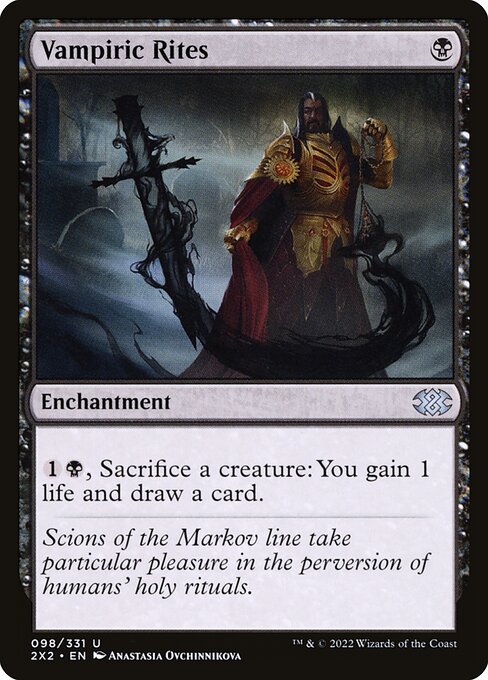 Vampiric Rites
Enchantment
1, Sacrifice a creature: You gain 1
life and draw a card.
Scions of the Markov line take
particular pleasure in the perversion of
humans' holy rituals.
098/331 U
™ & © 2022 Wizards of the Coast
2X2 • EN Anastasia Ovchinnikova